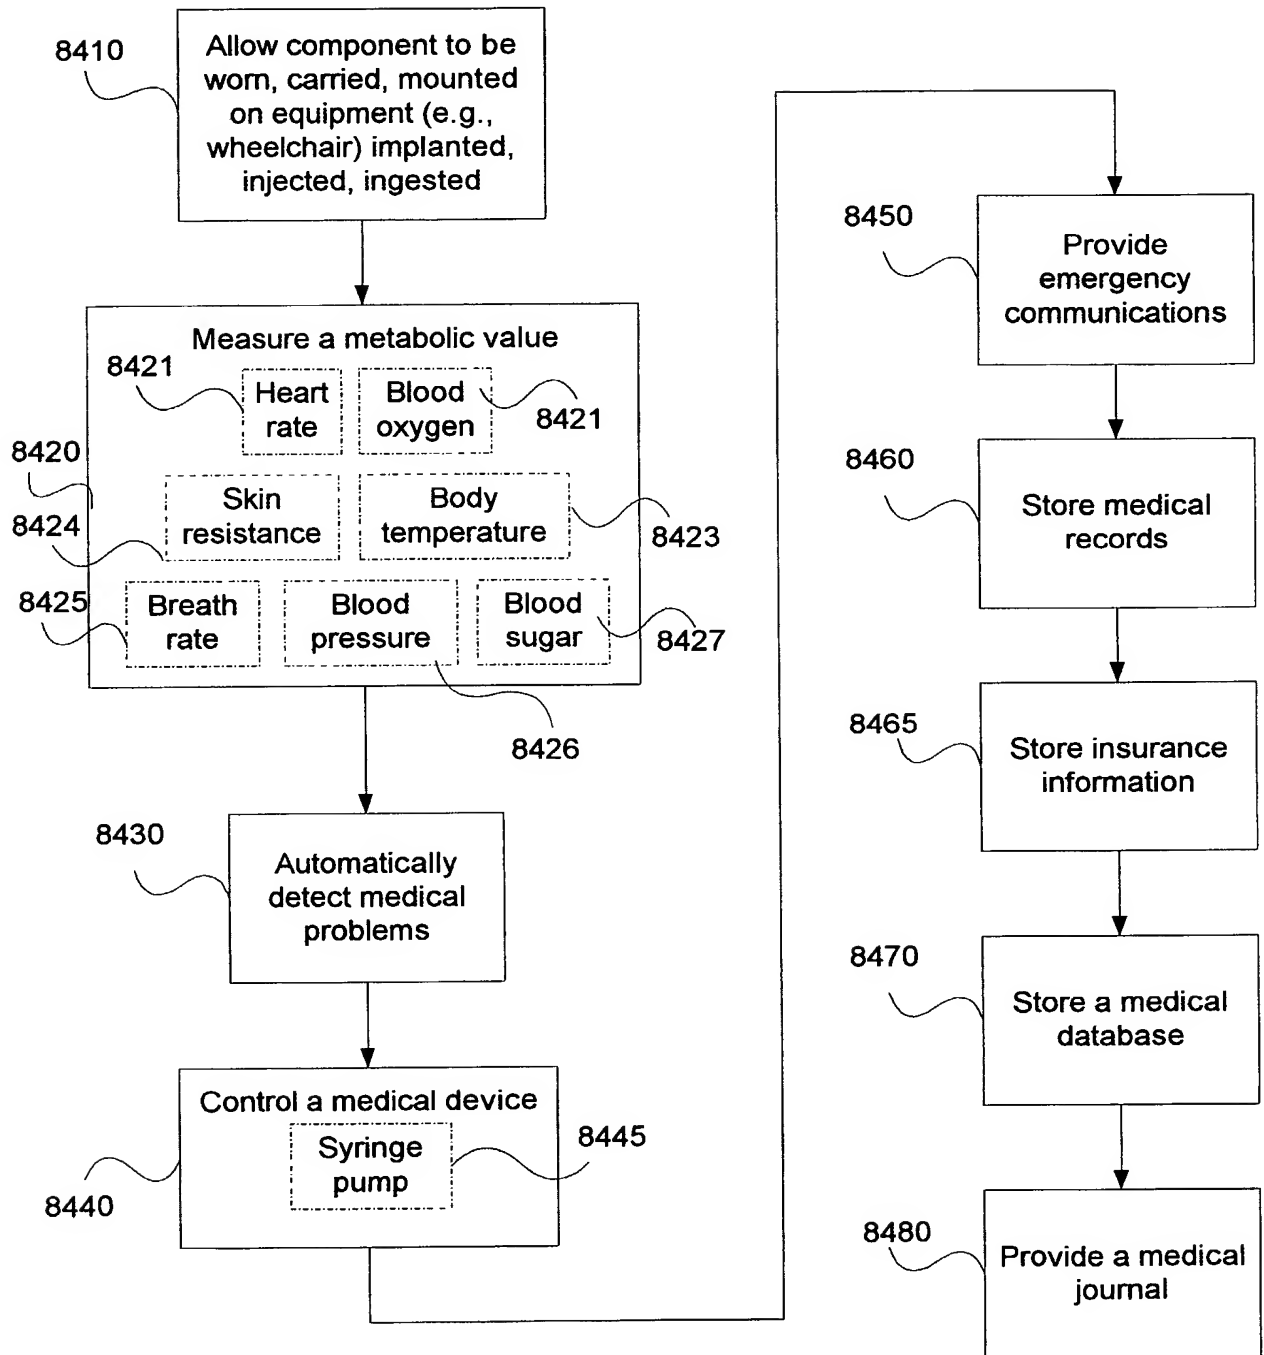 8410
Allow component to be
worn, carried, mounted
on equipment (e.g.,
wheelchair) implanted,
injected, ingested
8420
Measure a metabolic value
8421
Heart
rate
Blood
oxygen
8421
8424
Skin
resistance
Body
temperature
8423
8425
Breath
rate
Blood
pressure
8426
Blood
sugar
8427
8430
Automatically
detect medical
problems
8440
Control a medical device
Syringe
pump
8445
8450
Provide
emergency
communications
8460
Store medical
records
8465
Store insurance
information
8470
Store a medical
database
8480
Provide a medical
journal